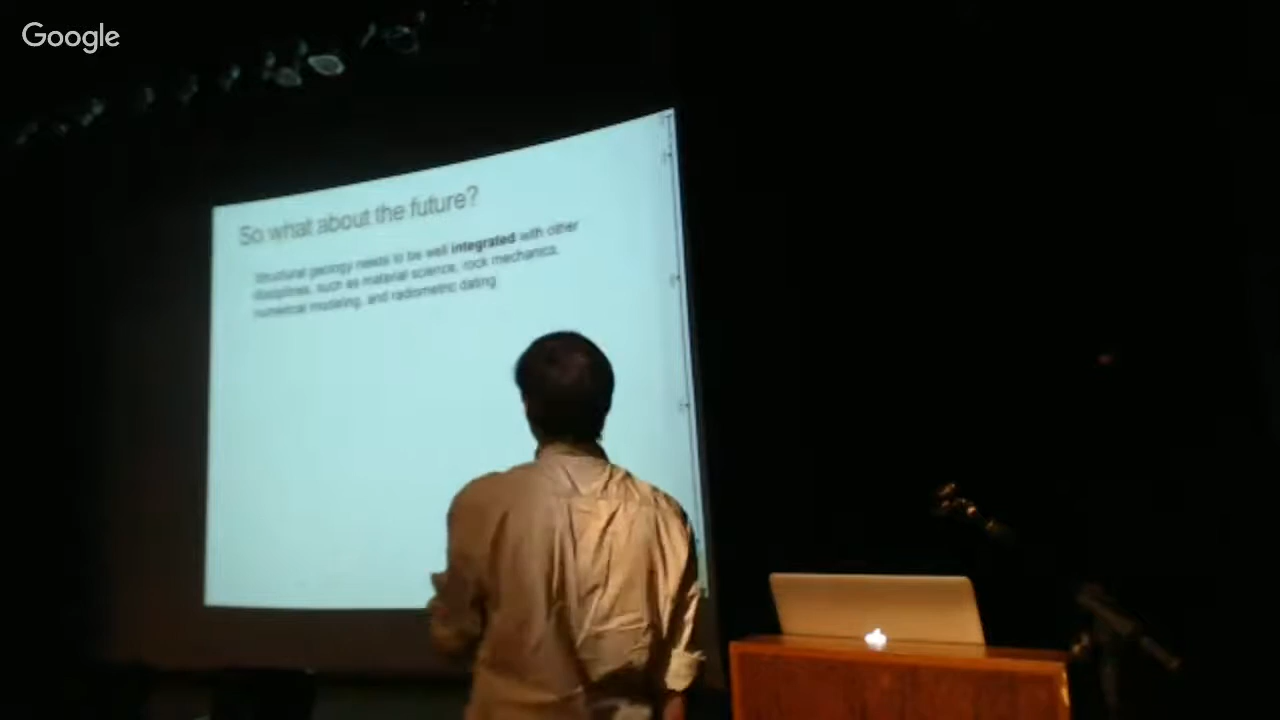 Google
So what about the future?
Structural geology needs to be well integrated with other
disciplines, such as material science, rock mechanics,
numerical modeling, and radiometric dating